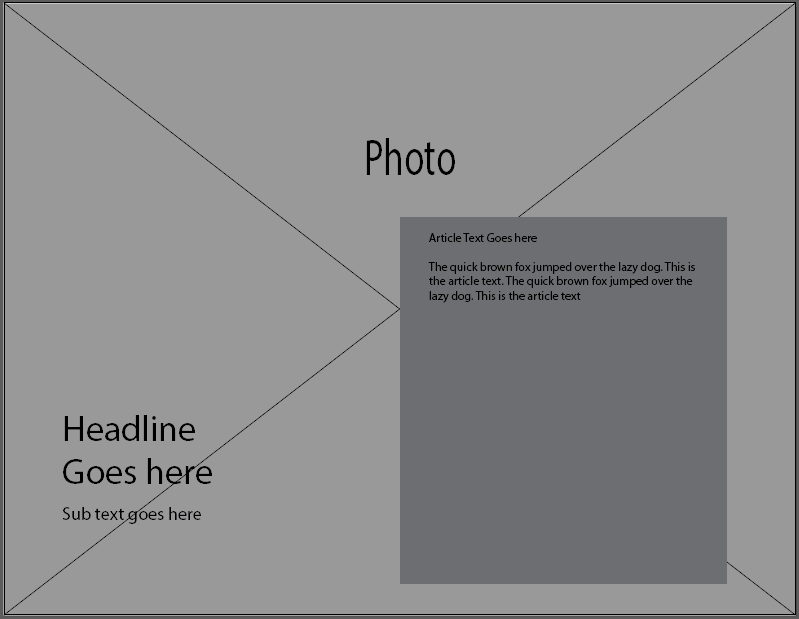 Photo
Article Text Goes here
The quick brown fox jumped over the lazy dog. This is
the article text. The quick brown fox jumped over the
lazy dog. This is the article text
Headline
Goes here
Sub text goes here